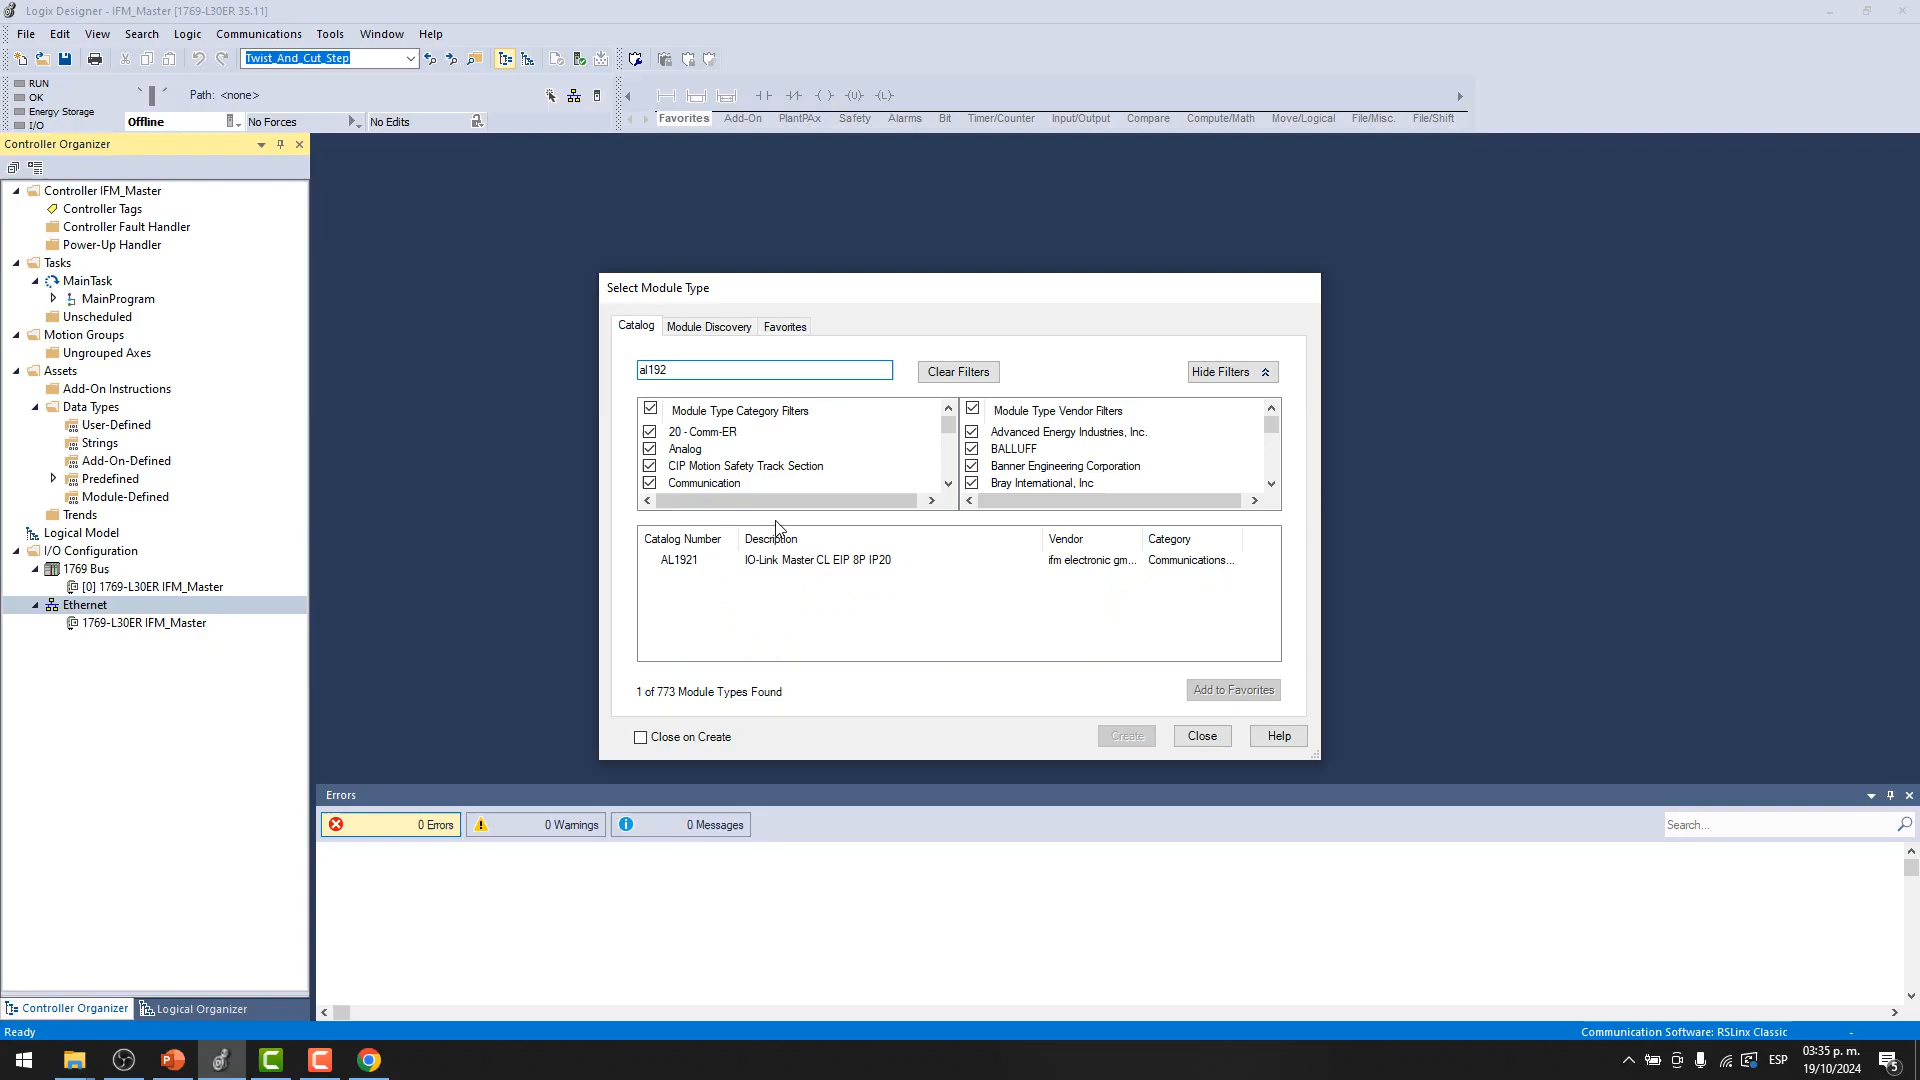 Logix Designer - IFM_Master [1769-L30ER 35.11]
File Edit View Search Logic Communications Tools Window Help
Twist_And_Cut_Step
RUN
OK
Energy Storage
I/O
Path: <none>
Offline
No Forces
No Edits
Favorites Add-On PlantPAx Safety Alarms Bit Timer/Counter Input/Output Compare Compute/Math Move/Logical File/Misc. File/Shift
Controller Organizer
Controller IFM_Master
Controller Tags
Controller Fault Handler
Power-Up Handler
Tasks
MainTask
MainProgram
Unscheduled
Motion Groups
Ungrouped Axes
Assets
Add-On Instructions
Data Types
User-Defined
Strings
Add-On-Defined
Predefined
Module-Defined
Trends
Logical Model
I/O Configuration
1769 Bus
[0] 1769-L30ER IFM_Master
Ethernet
1769-L30ER IFM_Master
Controller Organizer Logical Organizer
Select Module Type
Catalog Module Discovery Favorites
al192
Clear Filters
Hide Filters
Module Type Category Filters
20 - Comm-ER
Analog
CIP Motion Safety Track Section
Communication
Module Type Vendor Filters
Advanced Energy Industries, Inc.
BALLUFF
Banner Engineering Corporation
Bray International, Inc
Catalog Number Description Vendor Category
AL1921 IO-Link Master CL EIP 8P IP20 ifm electronic gm... Communications...
1 of 773 Module Types Found
Add to Favorites
Close on Create
Create
Close
Help
Errors
0 Errors
0 Warnings
0 Messages
Search...
Ready
Communication Software: RSLinx Classic
-
ESP
03:35 p. m.
19/10/2024
5